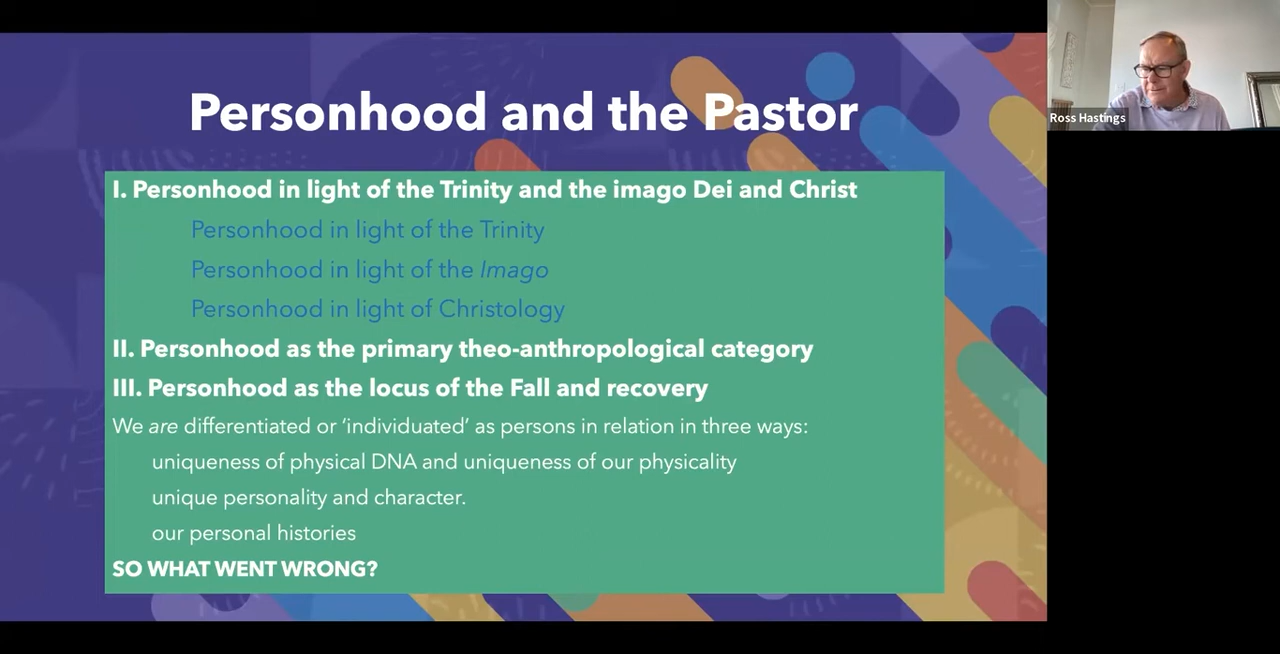 Personhood and the Pastor
Ross Hastings
I. Personhood in light of the Trinity and the imago Dei and Christ
Personhood in light of the Trinity
Personhood in light of the Imago
Personhood in light of Christology
II. Personhood as the primary theo-anthropological category
III. Personhood as the locus of the Fall and recovery
We are differentiated or ‘individuated’ as persons in relation in three ways:
uniqueness of physical DNA and uniqueness of our physicality
unique personality and character.
our personal histories
SO WHAT WENT WRONG?